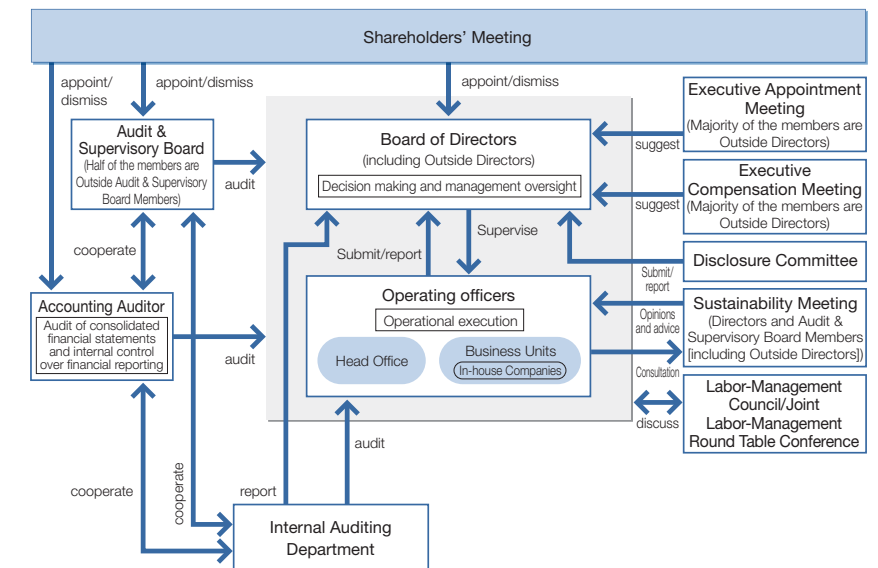 Shareholders' Meeting
appoint/
dismiss
appoint/dismiss
appoint/dismiss
Audit &
Supervisory Board
(Half of the members are
Outside Audit & Supervisory
Board Members)
audit
Board of Directors
(including Outside Directors)
Decision making and management oversight
suggest
Executive Appointment
Meeting
(Majority of the members are
Outside Directors)
suggest
Executive
Compensation Meeting
(Majority of the members are
Outside Directors)
cooperate
Submit/report
Supervise
Submit/
report
Disclosure Committee
Accounting Auditor
Audit of consolidated
financial statements
and internal control
over financial reporting
audit
Operating officers
Operational execution
Head Office
Business Units
In-house Companies
Opinions
and advice
Consultation
Sustainability Meeting
(Directors and Audit &
Supervisory Board Members
[including Outside Directors])
discuss
Labor-Management
Council/Joint
Labor-Management
Round Table Conference
cooperate
cooperate
report
audit
Internal Auditing
Department